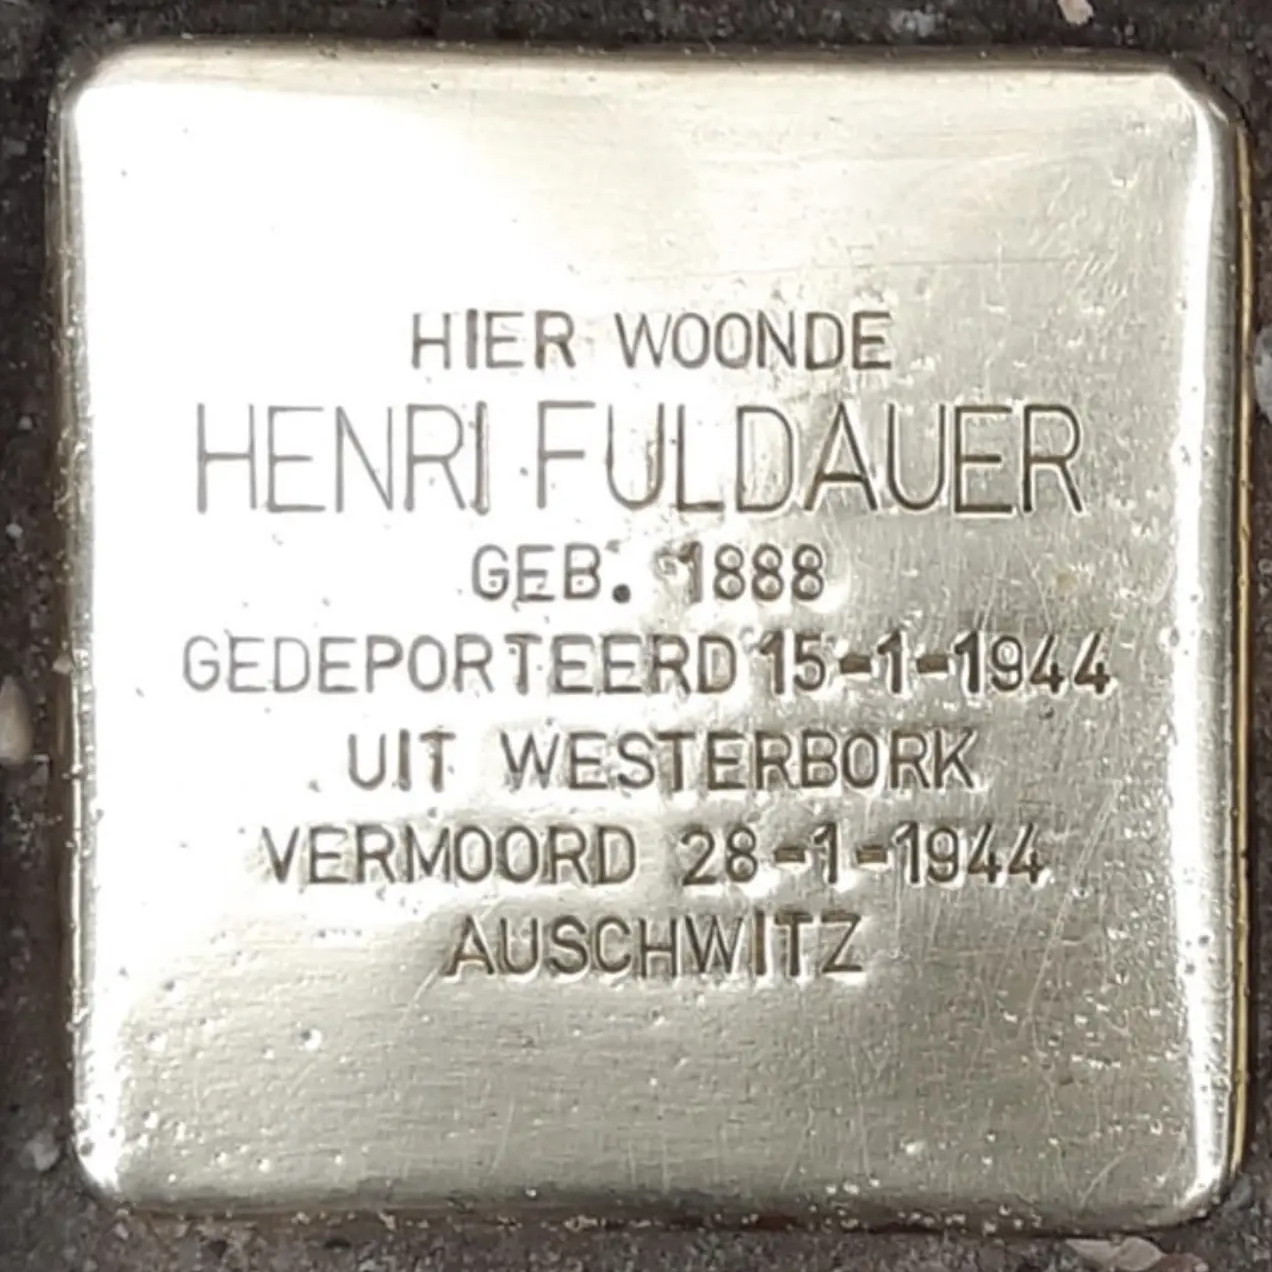 HIER WOONDE
HENRI FULDAUER
GEB. 1888
GEDEPORTEERD 15-1-1944
UIT WESTERBORK
VERMOORD 28-1-1944
AUSCHWITZ